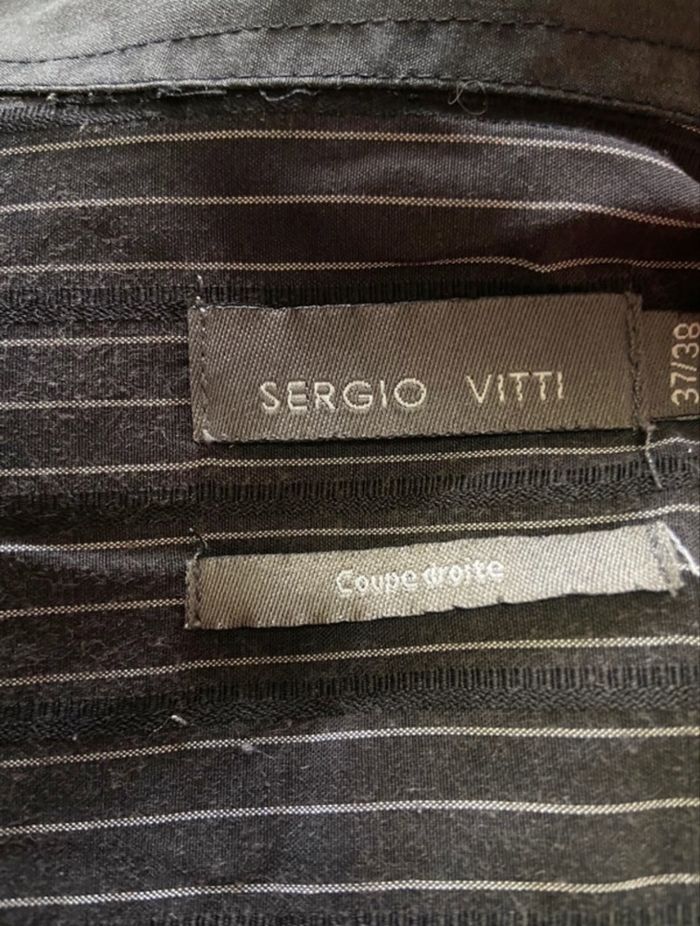 SERGIO VITTI
37/38
Coupe droite